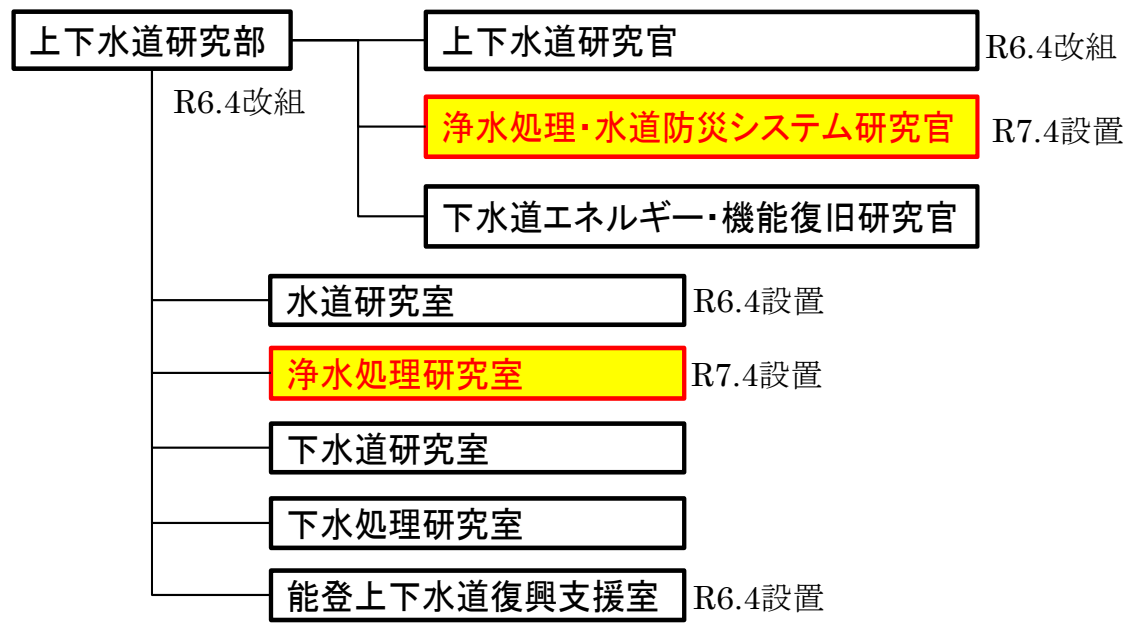 上下水道研究部
R6.4改組
上下水道研究官
R6.4改組
浄水処理・水道防災システム研究官
R7.4設置
下水道エネルギー・機能復旧研究官
水道研究室
R6.4設置
浄水処理研究室
R7.4設置
下水道研究室
下水処理研究室
能登上下水道復興支援室
R6.4設置